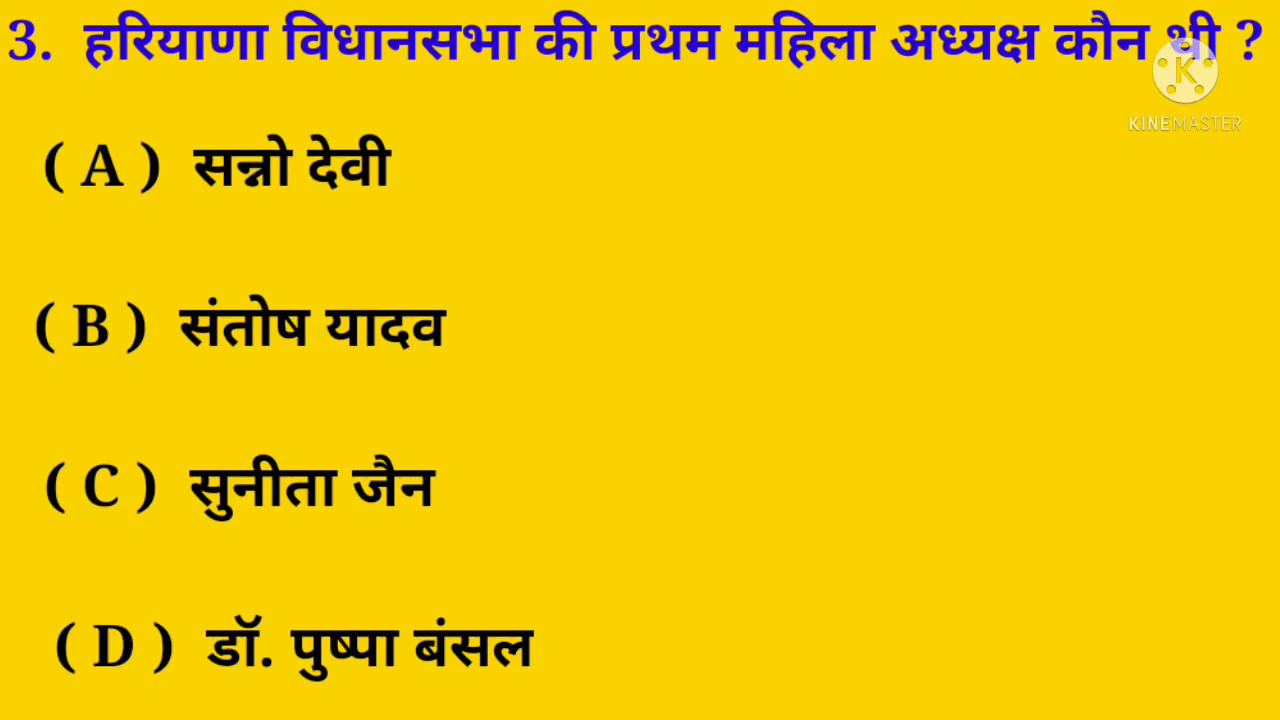 3. हरियाणा विधानसभा की प्रथम महिला अध्यक्ष कौन थी ?
KINEMASTER
( A ) सन्नो देवी
( B ) संतोष यादव
( C ) सुनीता जैन
( D ) डॉ. पुष्पा बंसल